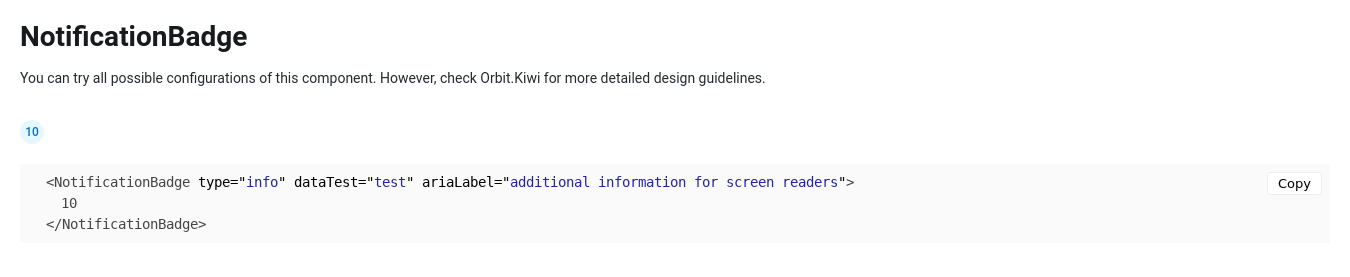 NotificationBadge
You can try all possible configurations of this component. However, check Orbit.Kiwi for more detailed design guidelines.
10
<NotificationBadge type="info" dataTest="test" ariaLabel="additional information for screen readers">
Copy
10
</NotificationBadge>